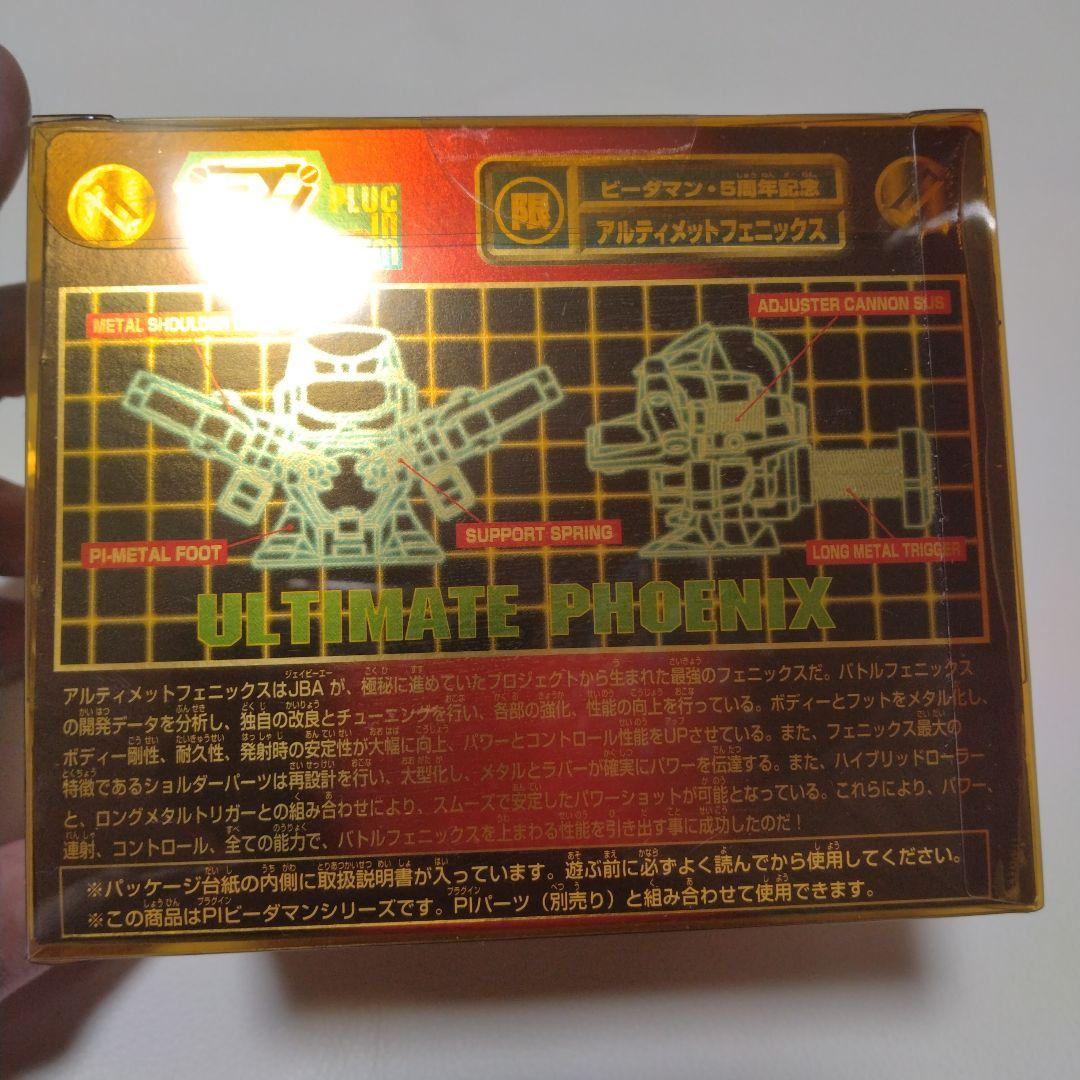 PLUG
IN
限
ビーダマン・5周年記念
アルティメットフェニックス
METAL SHOULDER
ADJUSTER CANNON SUS
PI-METAL FOOT
SUPPORT SPRING
LONG METAL TRIGGER
ULTIMATE PHOENIX
アルティメットフェニックスはJBAが、極秘に進めていたプロジェクトから生まれた最強のフェニックスだ。バトルフェニックス
の開発データを分析し、独自の改良とチューニングを行い、各部の強化、性能の向上を行っている。ボディーとフットをメタル化し、
ボディー剛性、耐久性、発射時の安定性が大幅に向上、パワーとコントロール性能をUPさせている。また、フェニックス最大の
特徴であるショルダーパーツは再設計を行い、大型化し、メタルとラバーが確実にパワーを伝達する。また、ハイブリッドローラー
と、ロングメタルトリガーとの組み合わせにより、スムーズで安定したパワーショットが可能となっている。これらにより、パワー、
連射、コントロール、全ての能力で、バトルフェニックスを上まわる性能を引き出す事に成功したのだ！
※パッケージ台紙の内側に取扱説明書が入っています。遊ぶ前に必ずよく読んでから使用してください。
※この商品はPIビーダマンシリーズです。PIパーツ（別売り）と組み合わせて使用できます。